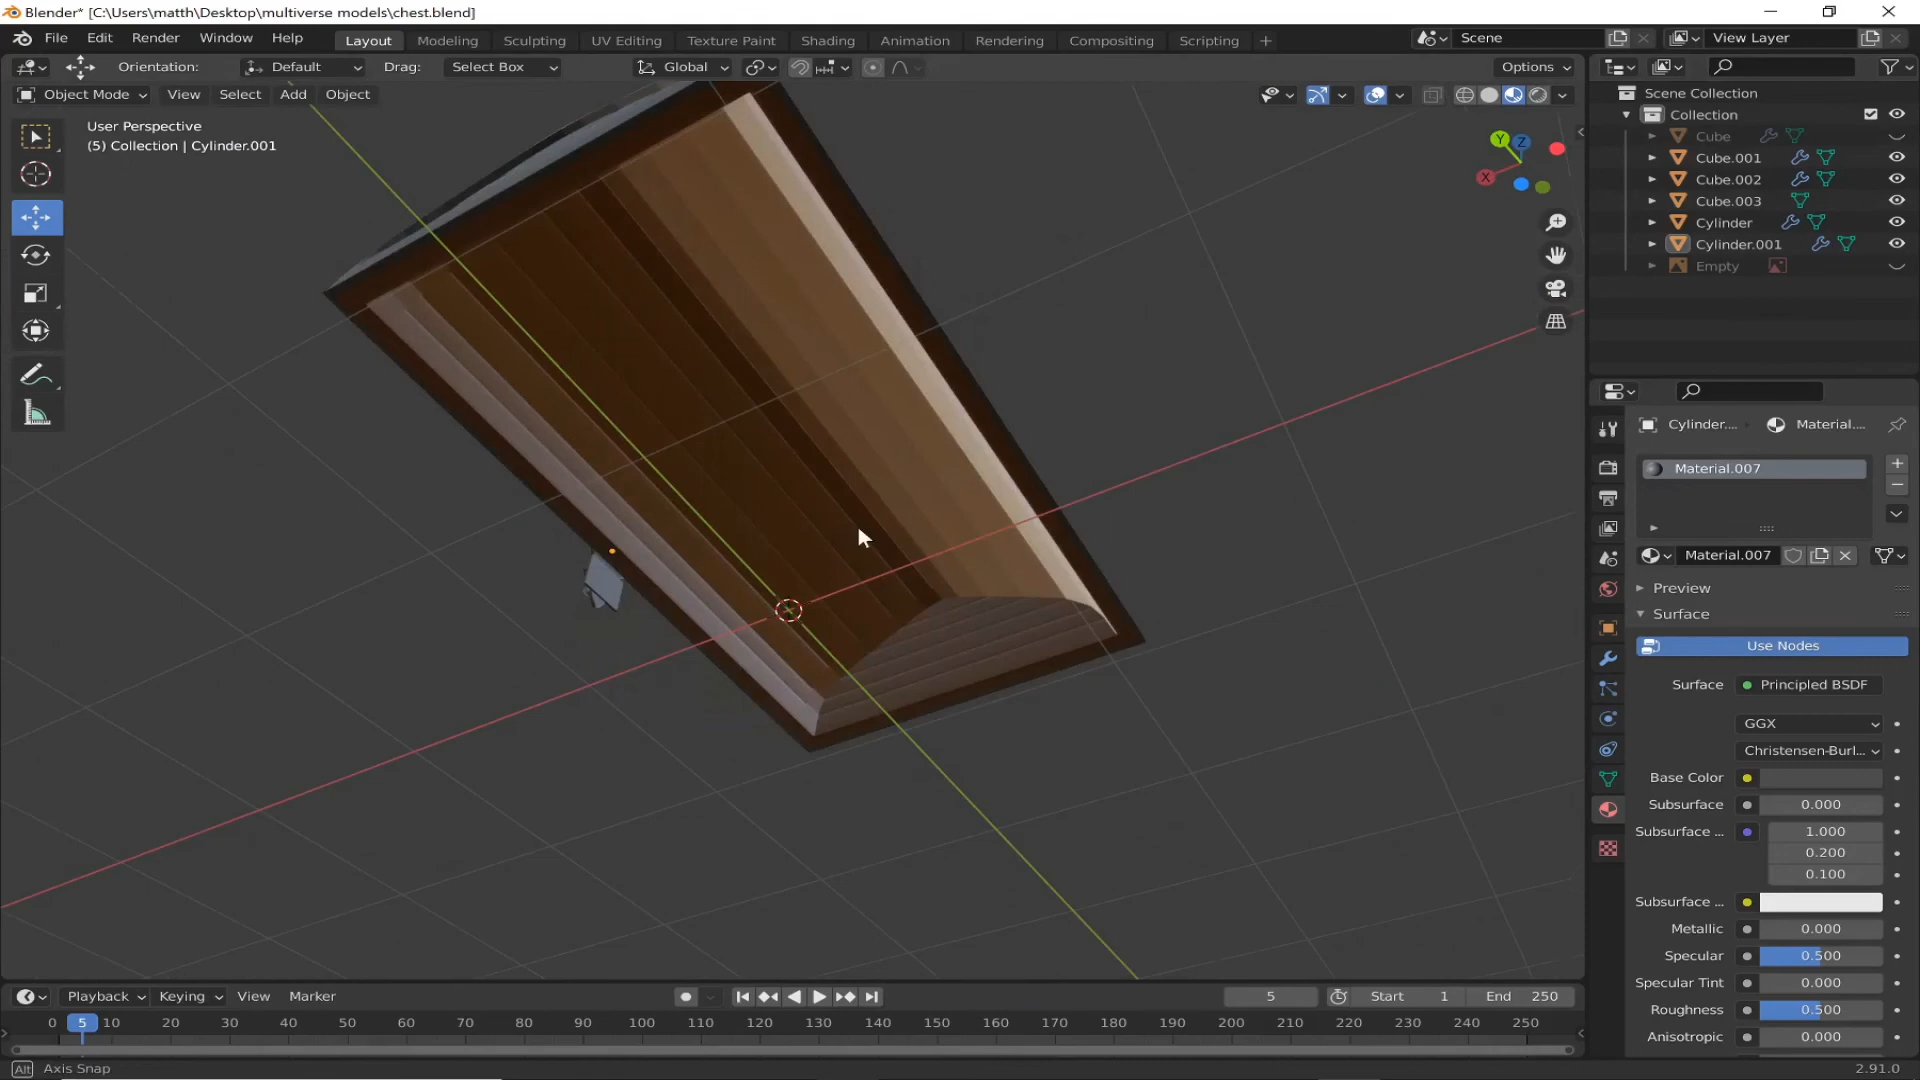 Blender* [C:\Users\matth\Desktop\multiverse models\chest.blend]
File Edit Render Window Help
Layout Modeling Sculpting UV Editing Texture Paint Shading Animation Rendering Compositing Scripting +
Scene
View Layer
Orientation: Default Drag: Select Box Global Options
Object Mode View Select Add Object
User Perspective
(5) Collection | Cylinder.001
Y
Z
X
Scene Collection
Collection
Cube
Cube.001
Cube.002
Cube.003
Cylinder
Cylinder.001
Empty
Cylinder.... Material....
Material.007
Material.007
Preview
Surface
Use Nodes
Surface Principled BSDF
GGX
Christensen-Burl...
Base Color
Subsurface 0.000
Subsurface ... 1.000
0.200
0.100
Subsurface ...
Metallic 0.000
Specular 0.500
Specular Tint 0.000
Roughness 0.500
Anisotropic 0.000
Playback Keying View Marker 5 Start 1 End 250
0 5 10 20 30 40 50 60 70 80 90 100 110 120 130 140 150 160 170 180 190 200 210 220 230 240 250
Alt Axis Snap
2.91.0